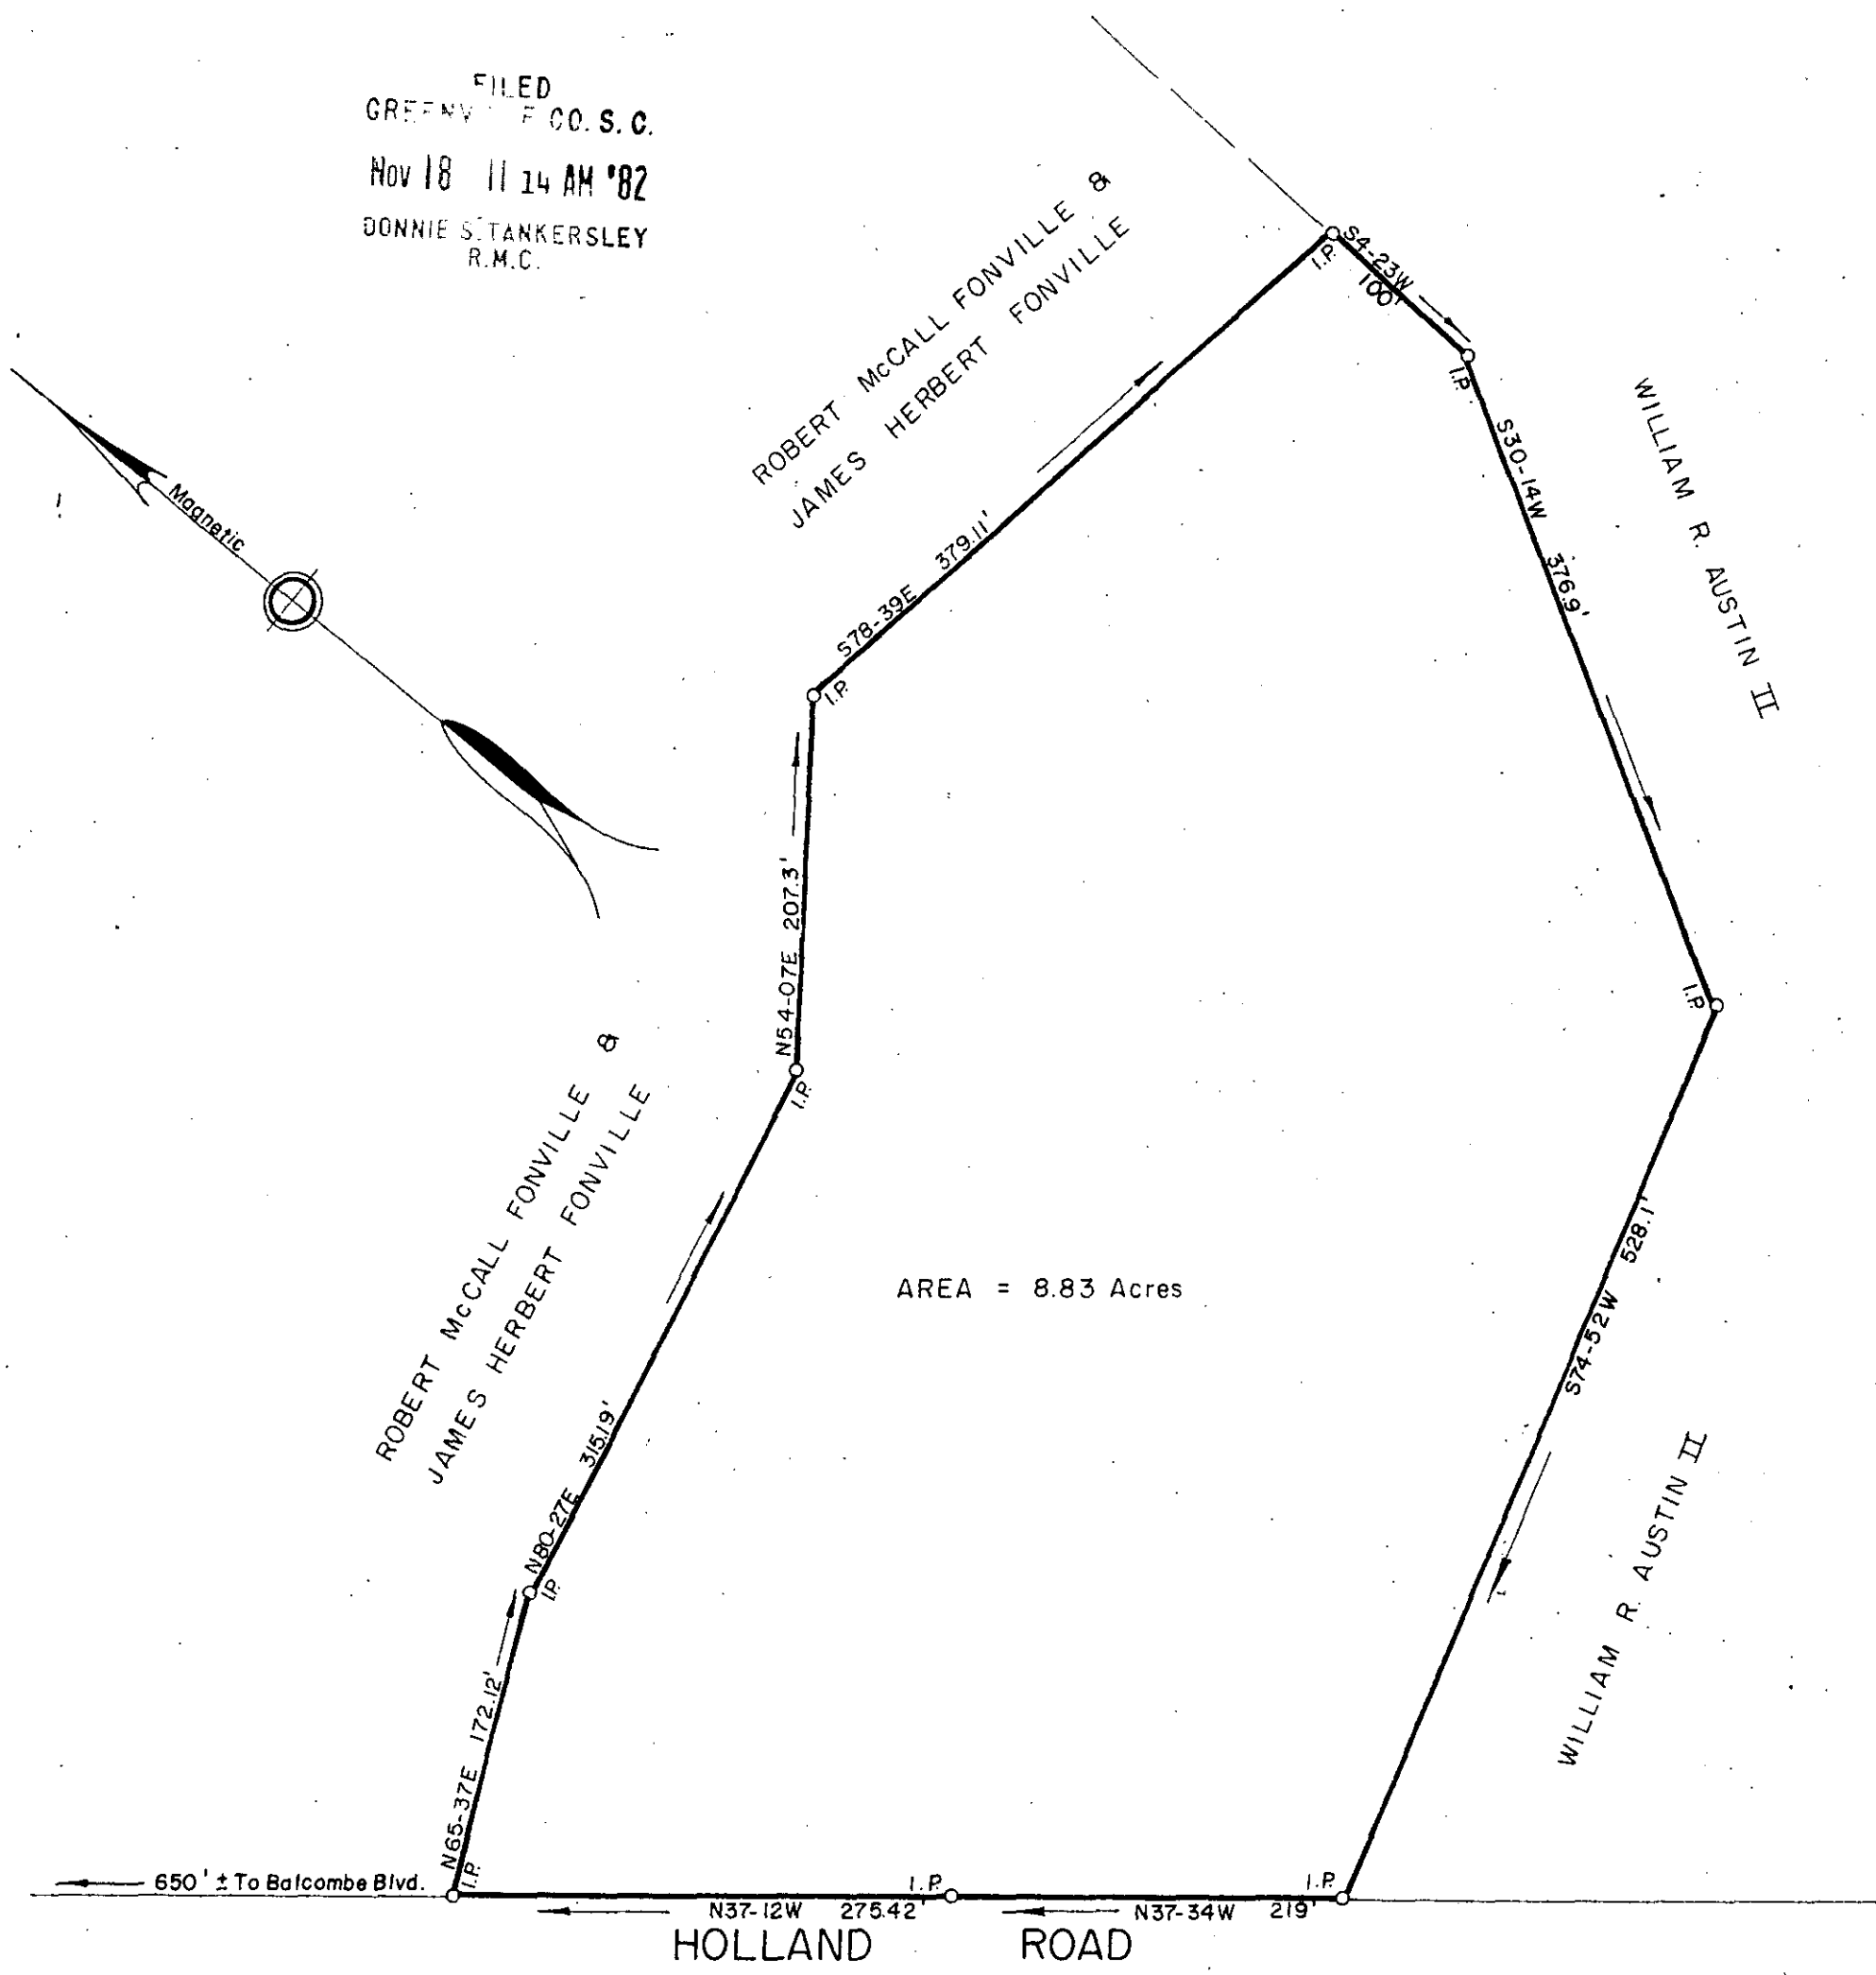 FILED
CO. S. C.
Nov 18 11 14 AM '82
DONNIE S. TANKERSLEY
R.M.C.
Magnetic
ROBERT McCALL FONVILLE &
JAMES HERBERT FONVILLE
I.P.
S4-23W
100'
I.P.
S30-14W 376.9'
WILLIAM R. AUSTIN II
S78-39E 379.11'
I.P.
N54-07E 207.3'
I.P.
I.P.
ROBERT McCALL FONVILLE &
JAMES HERBERT FONVILLE
N80-27E 315.19'
I.P.
AREA = 8.83 Acres
S74-52W 528.1'
WILLIAM R. AUSTIN II
N65-37E 172.12'
I.P.
650' ± To Balcombe Blvd.
I.P.
I.P.
N37-12W 275.42'
N37-34W 219'
HOLLAND ROAD